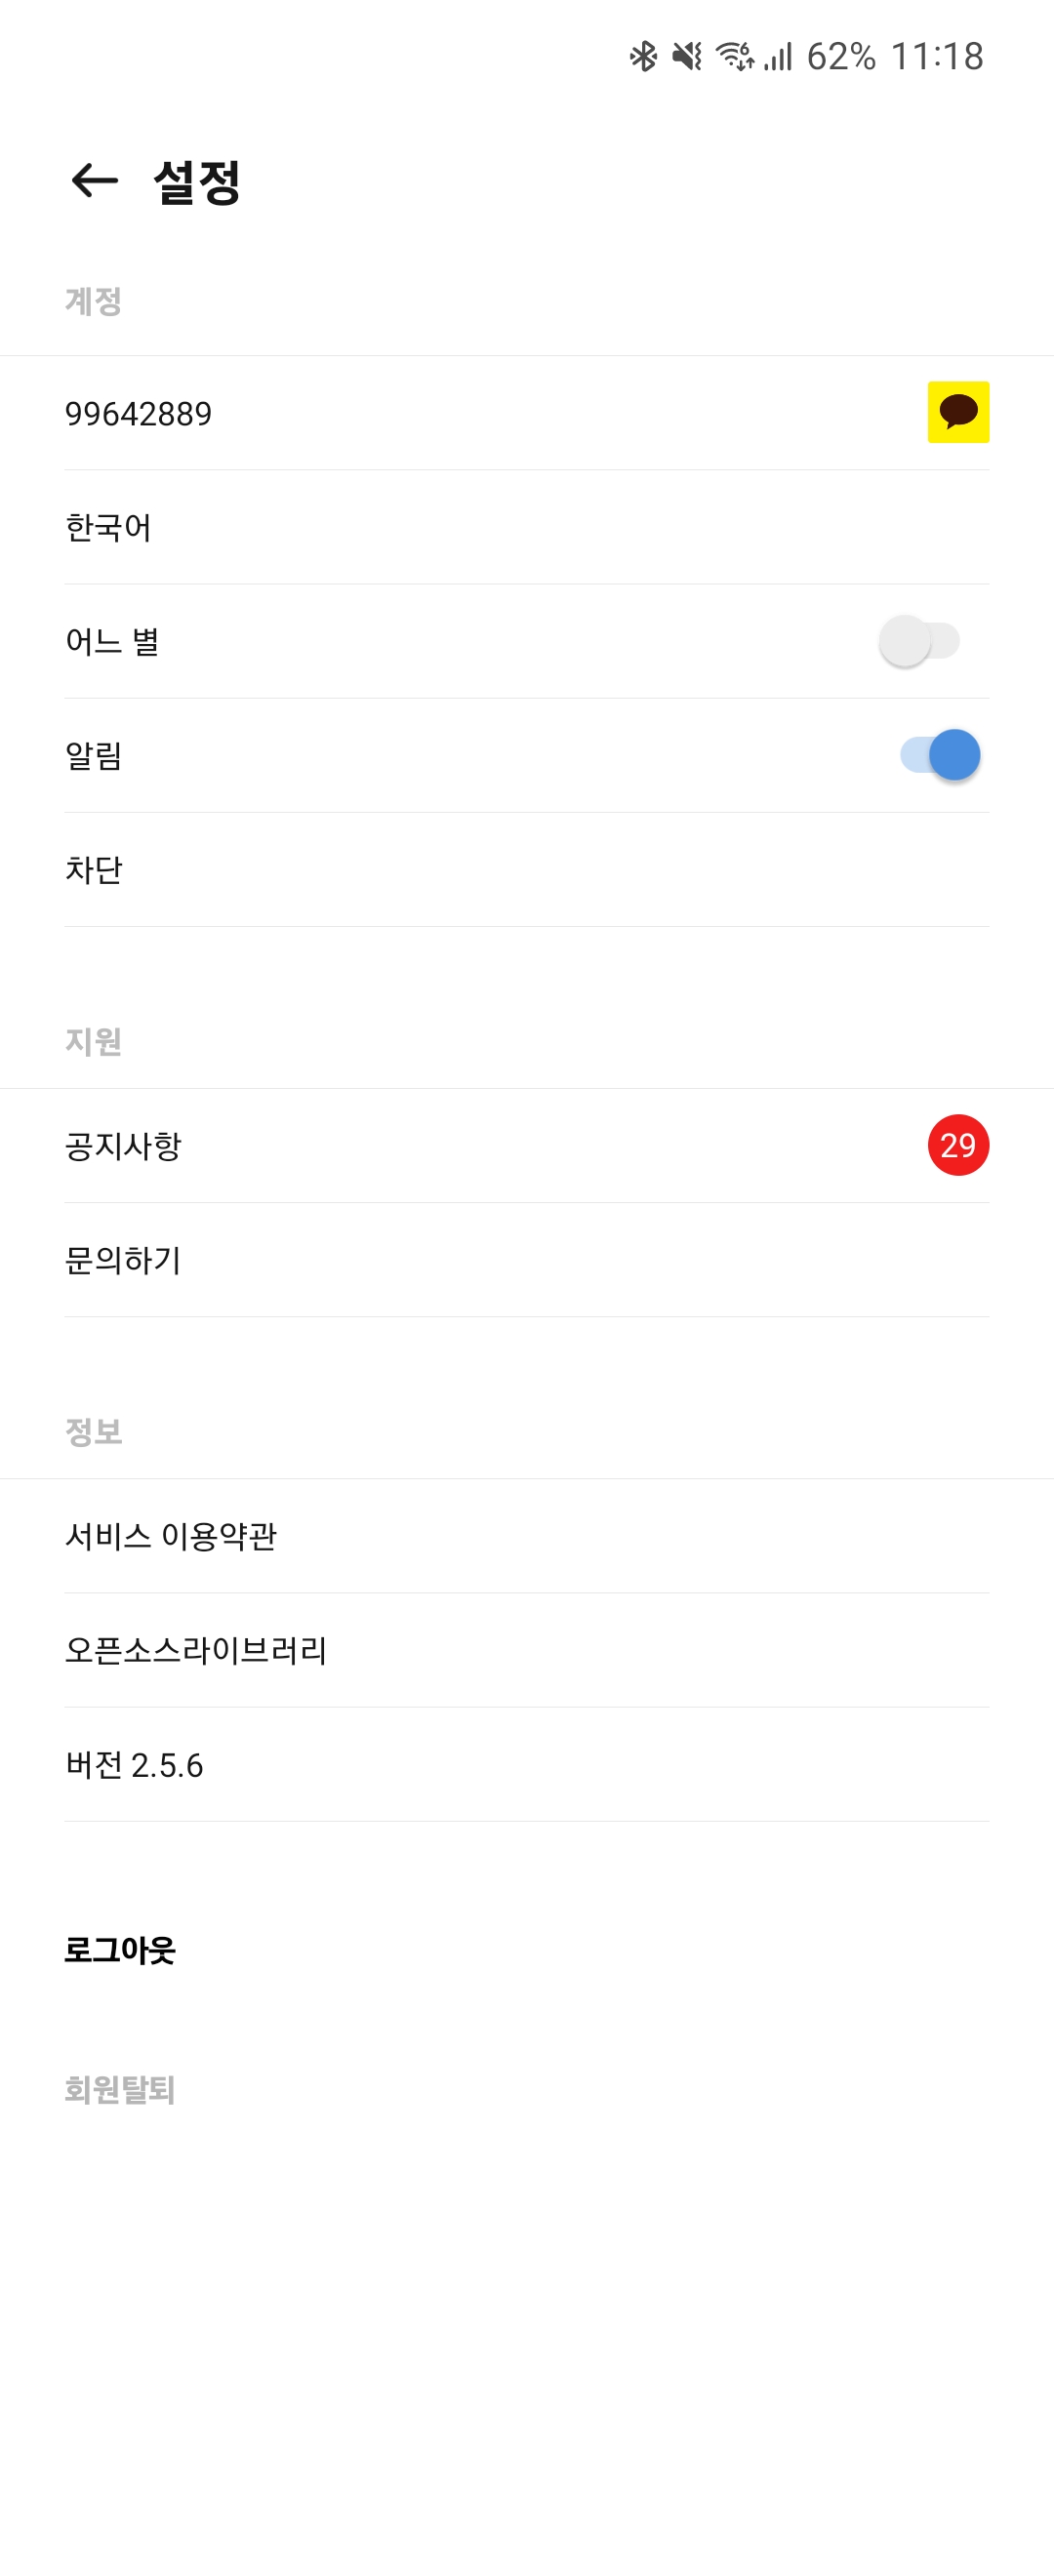 62% 11:18
설정
계정
99642889
한국어
어느 별
알림
차단
지원
공지사항 29
문의하기
정보
서비스 이용약관
오픈소스라이브러리
버전 2.5.6
로그아웃
회원탈퇴